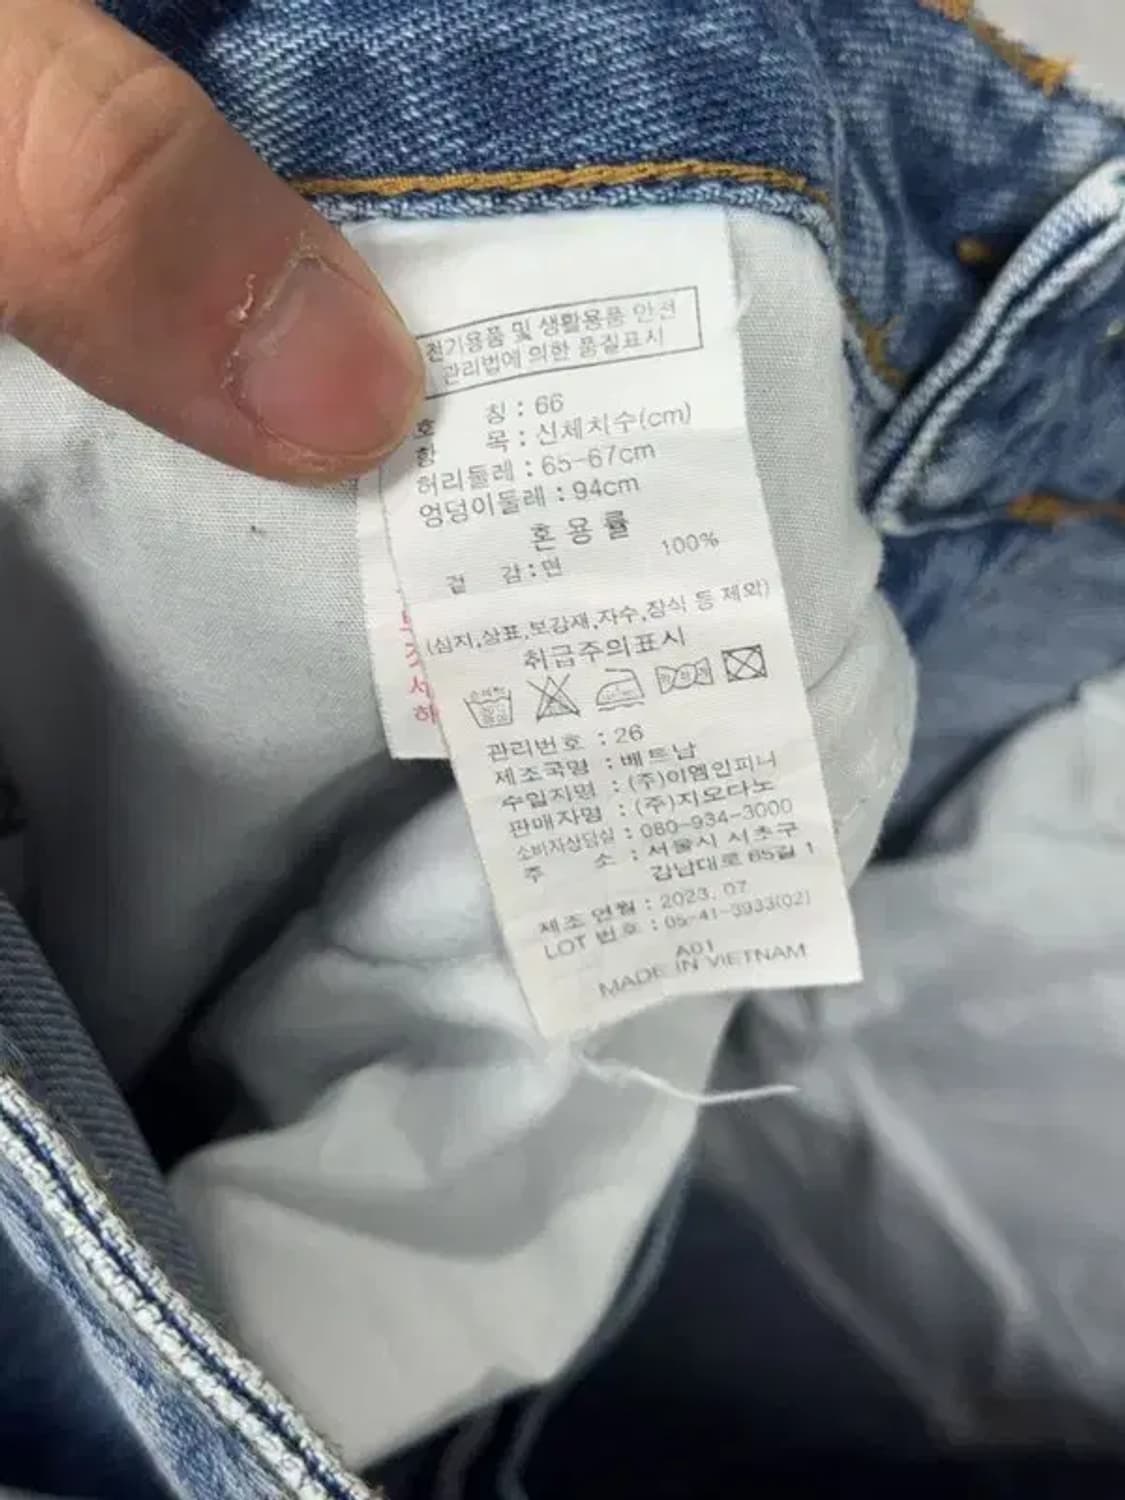 전기용품 및 생활용품 안전
관리법에 의한 품질표시
호 칭 : 66
항 목 : 신체치수(cm)
허리둘레 : 65-67cm
엉덩이둘레 : 94cm
혼용률
겉 감 : 면 100%
(심지,상표,보강재,자수,장식 등 제외)
취급주의표시
관리번호 : 26
제조국명 : 베트남
수입자명 : (주)이엠인피니
판매자명 : (주)지오다노
소비자상담실 : 080-934-3000
주 소 : 서울시 서초구
강남대로 65길 1
제조 연월 : 2023. 07
LOT 번호 : 05-41-3933(02)
A01
MADE IN VIETNAM